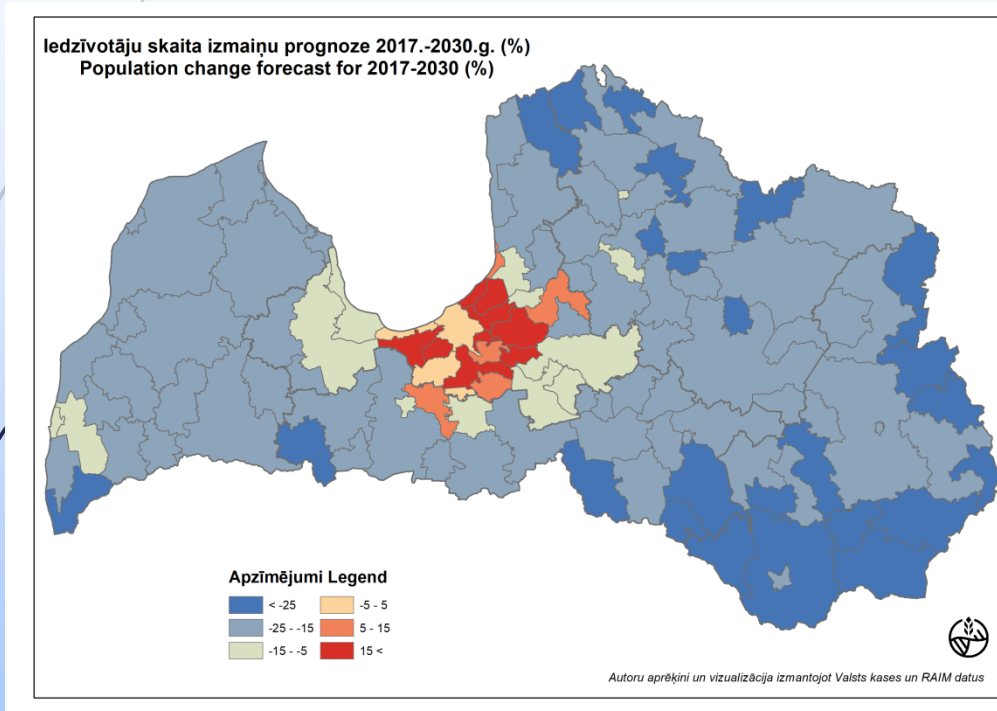 Iedzīvotāju skaita izmaiņu prognoze 2017.-2030.g. (%)
Population change forecast for 2017-2030 (%)
Apzīmējumi Legend
< -25
-25 - -15
-15 - -5
-5 - 5
5 - 15
15 <
Autoru aprēķini un vizualizācija izmantojot Valsts kases un RAIM datus